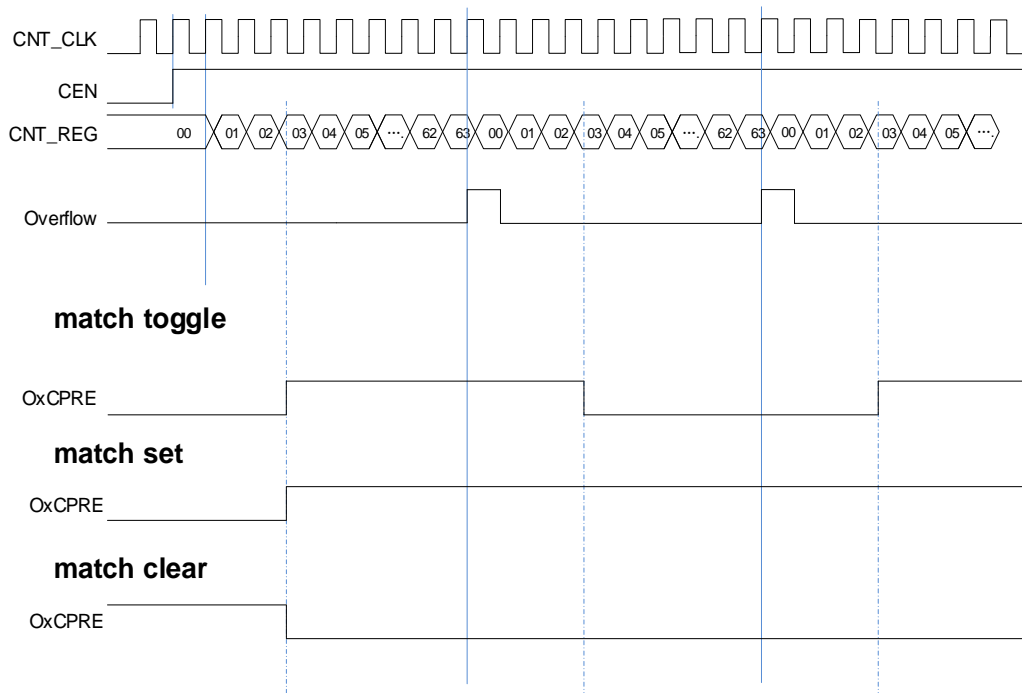 CNT_CLK
CEN
CNT_REG 00 01 02 03 04 05 ···. 62 63 00 01 02 03 04 05 ···. 62 63 00 01 02 03 04 05 ···.
Overflow
match toggle
OxCPRE
match set
OxCPRE
match clear
OxCPRE